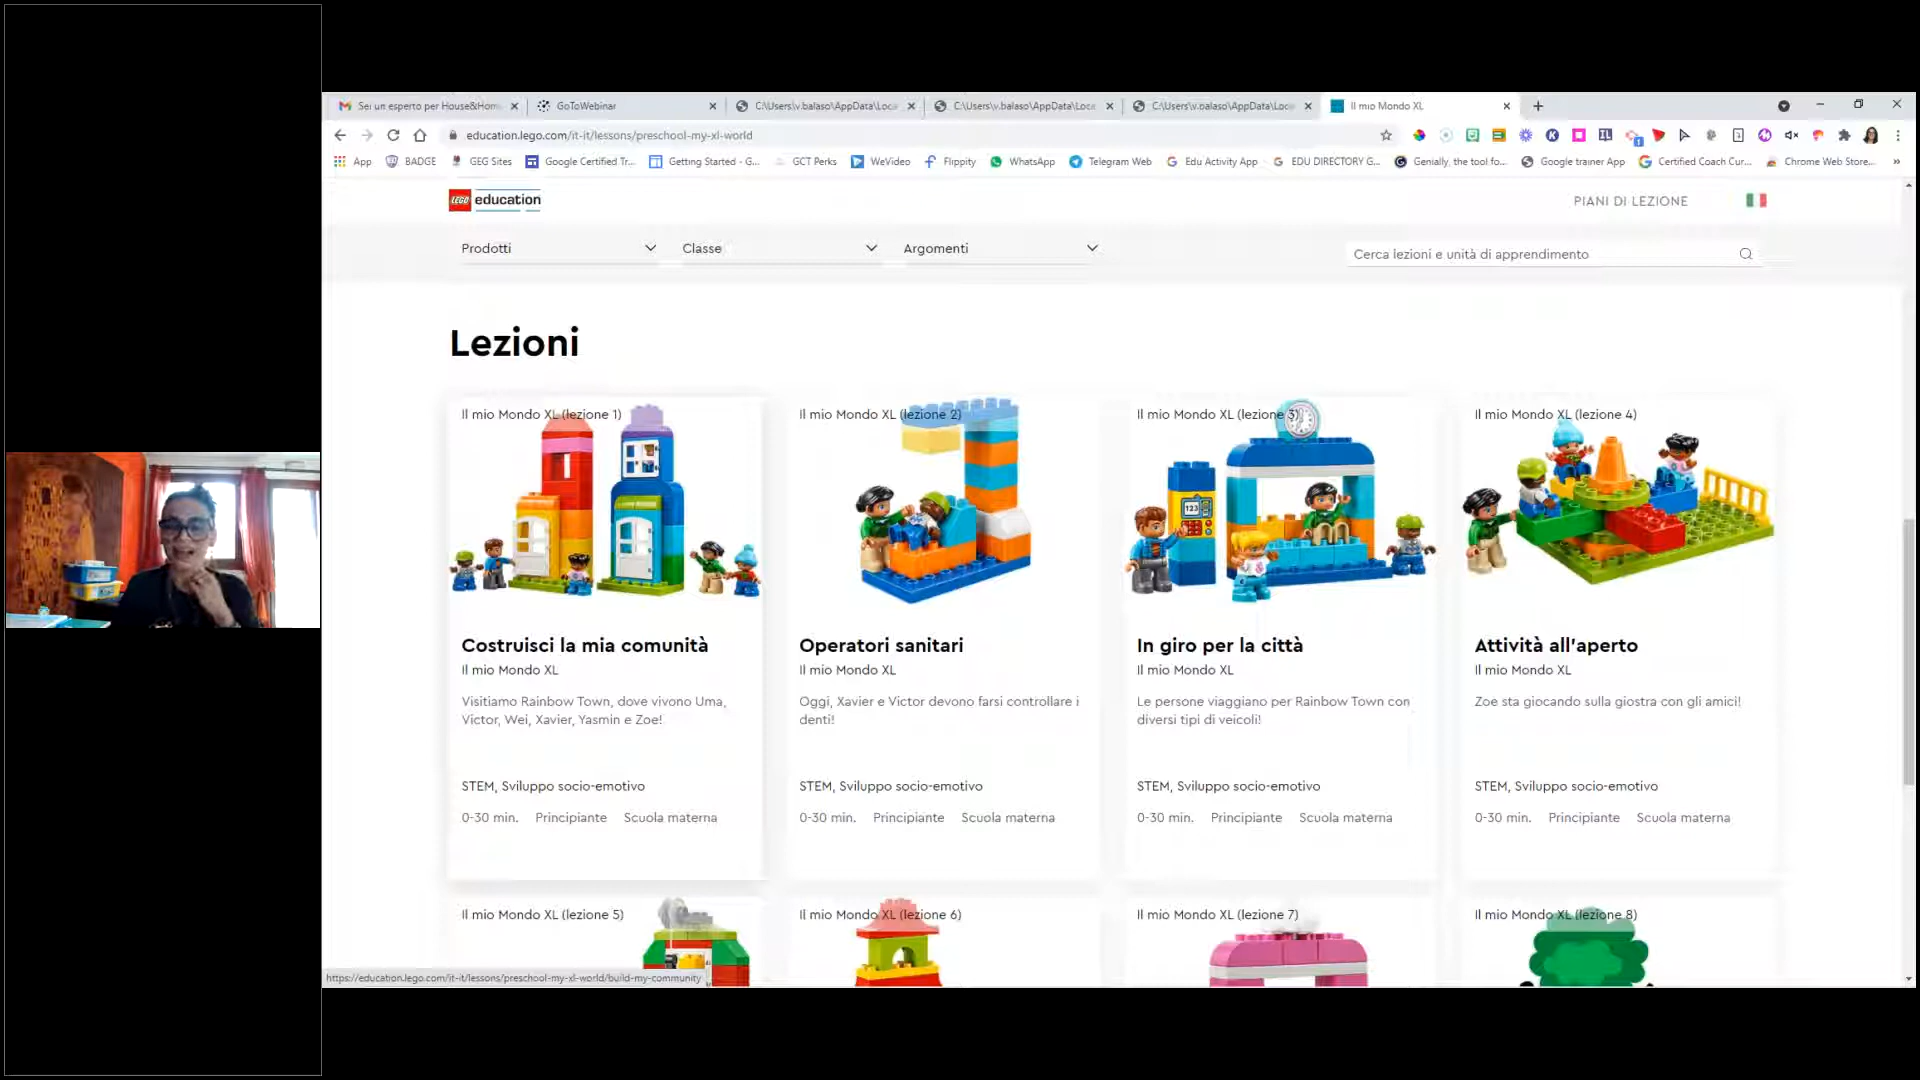 Sei un esperto per House&Hom
GoToWebinar
C:\Users\v.balaso\AppData\Loca
C:\Users\v.balaso\AppData\Loca
C:\Users\v.balaso\AppData\Loca
Il mio Mondo XL
education.lego.com/it-it/lessons/preschool-my-xl-world
App
BADGE
GEG Sites
Google Certified Tr...
Getting Started - G...
GCT Perks
WeVideo
Flippity
WhatsApp
Telegram Web
Edu Activity App
EDU DIRECTORY G...
Genially, the tool fo...
Google trainer App
Certified Coach Cur...
Chrome Web Store...
LEGO education
PIANI DI LEZIONE
Prodotti
Classe
Argomenti
Cerca lezioni e unità di apprendimento
Lezioni
Il mio Mondo XL (lezione 1)
Il mio Mondo XL (lezione 2)
Il mio Mondo XL (lezione 3)
Il mio Mondo XL (lezione 4)
123
Costruisci la mia comunità
Il mio Mondo XL
Visitiamo Rainbow Town, dove vivono Uma,
Victor, Wei, Xavier, Yasmin e Zoe!
STEM, Sviluppo socio-emotivo
0-30 min. Principiante Scuola materna
Operatori sanitari
Il mio Mondo XL
Oggi, Xavier e Victor devono farsi controllare i
denti!
STEM, Sviluppo socio-emotivo
0-30 min. Principiante Scuola materna
In giro per la città
Il mio Mondo XL
Le persone viaggiano per Rainbow Town con
diversi tipi di veicoli!
STEM, Sviluppo socio-emotivo
0-30 min. Principiante Scuola materna
Attività all'aperto
Il mio Mondo XL
Zoe sta giocando sulla giostra con gli amici!
STEM, Sviluppo socio-emotivo
0-30 min. Principiante Scuola materna
Il mio Mondo XL (lezione 5)
Il mio Mondo XL (lezione 6)
Il mio Mondo XL (lezione 7)
Il mio Mondo XL (lezione 8)
https://education.lego.com/it-it/lessons/preschool-my-xl-world/build-my-community